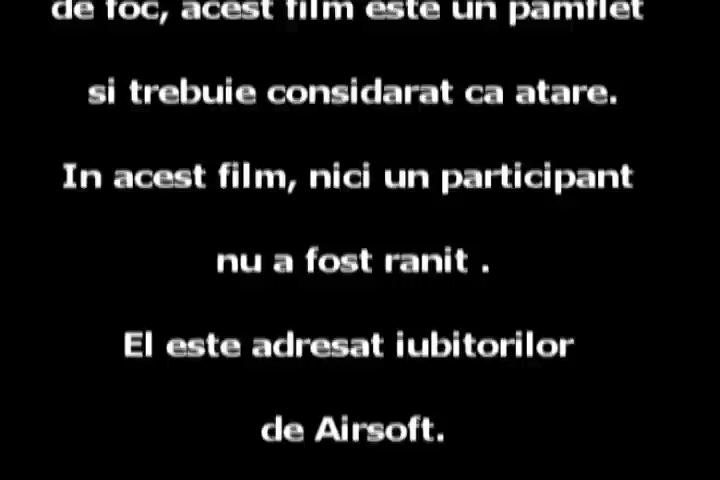 de foc, acest film este un pamflet
si trebuie considarat ca atare.
In acest film, nici un participant
nu a fost ranit .
El este adresat iubitorilor
de Airsoft.